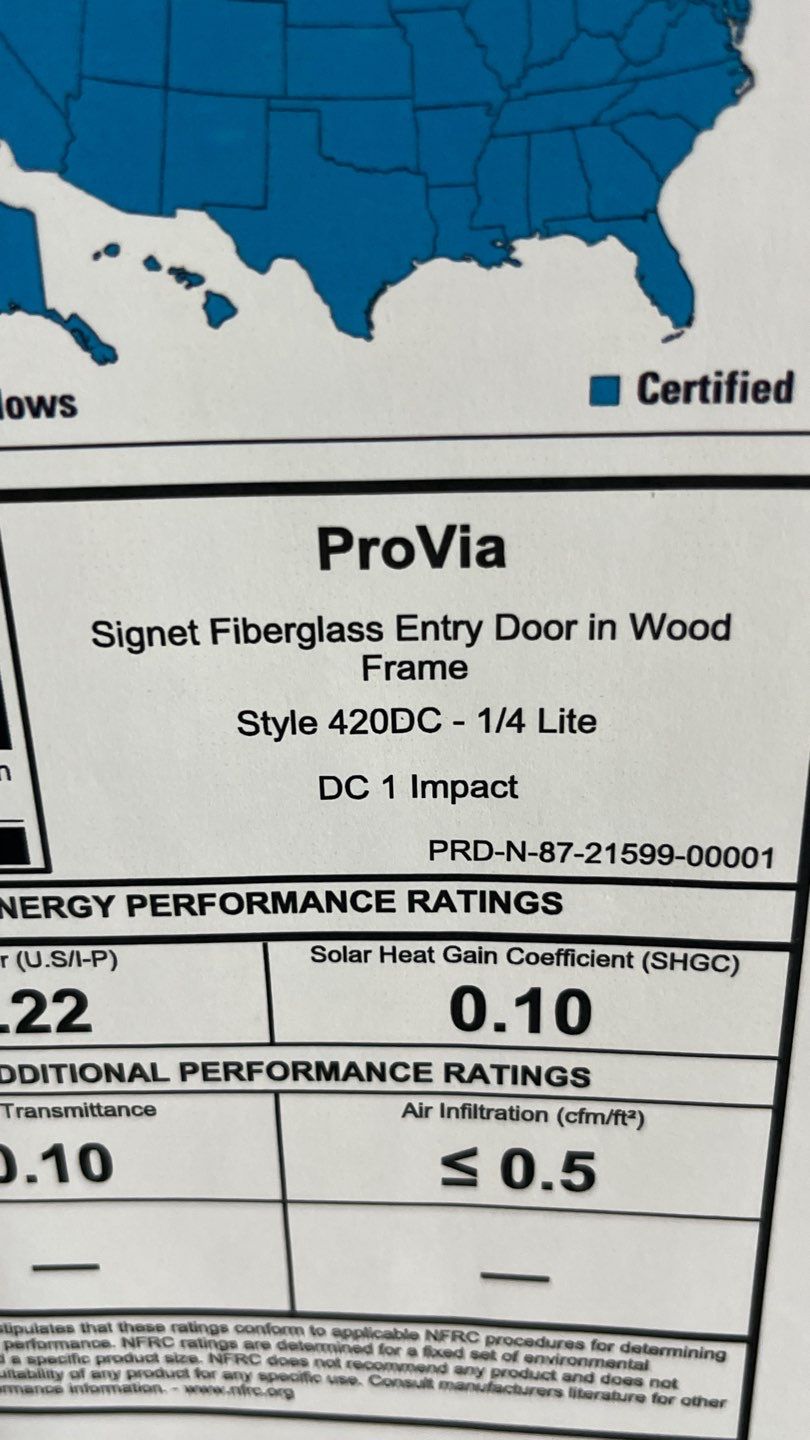 lows
Certified
ProVia
Signet Fiberglass Entry Door in Wood
Frame
Style 420DC - 1/4 Lite
DC 1 Impact
n
PRD-N-87-21599-00001
NERGY PERFORMANCE RATINGS
r (U.S/I-P)
Solar Heat Gain Coefficient (SHGC)
.22
0.10
DDITIONAL PERFORMANCE RATINGS
Transmittance
Air Infiltration (cfm/ft²)
0.10
≤ 0.5
—
—
stipulates that these ratings conform to applicable NFRC procedures for determining
performance. NFRC ratings are determined for a fixed set of environmental
d a specific product size. NFRC does not recommend any product and does not
uitability of any product for any specific use. Consult manufacturers literature for other
rmance information. - www.nfrc.org